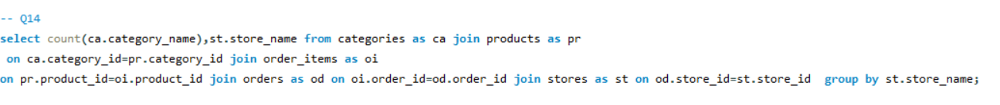 -- Q14
select count(ca.category_name),st.store_name from categories as ca join products as pr
on ca.category_id=pr.category_id join order_items as oi
on pr.product_id=oi.product_id join orders as od on oi.order_id=od.order_id join stores as st on od.store_id=st.store_id  group by st.store_name;